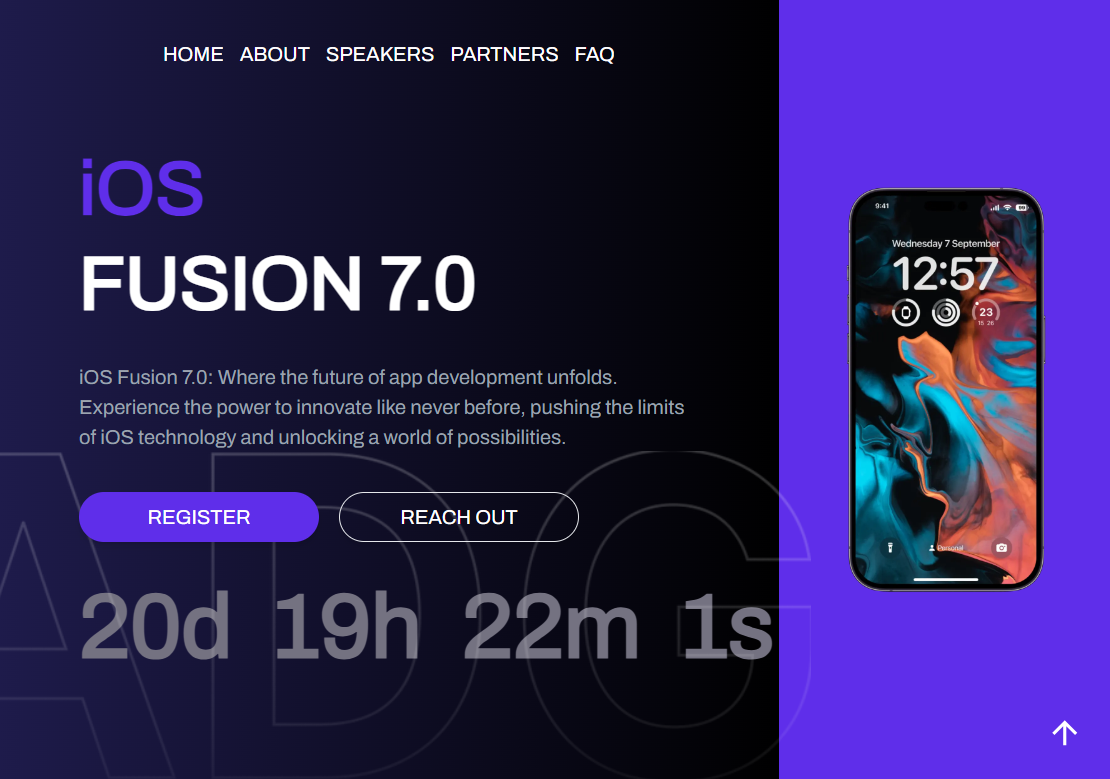 HOME ABOUT SPEAKERS PARTNERS FAQ
iOS
FUSION 7.0
iOS Fusion 7.0: Where the future of app development unfolds.
Experience the power to innovate like never before, pushing the limits
of iOS technology and unlocking a world of possibilities.
REGISTER REACH OUT
20d 19h 22m 1s
ADG
9:41
Wednesday 7 September
12:57
23
15 26
Personal